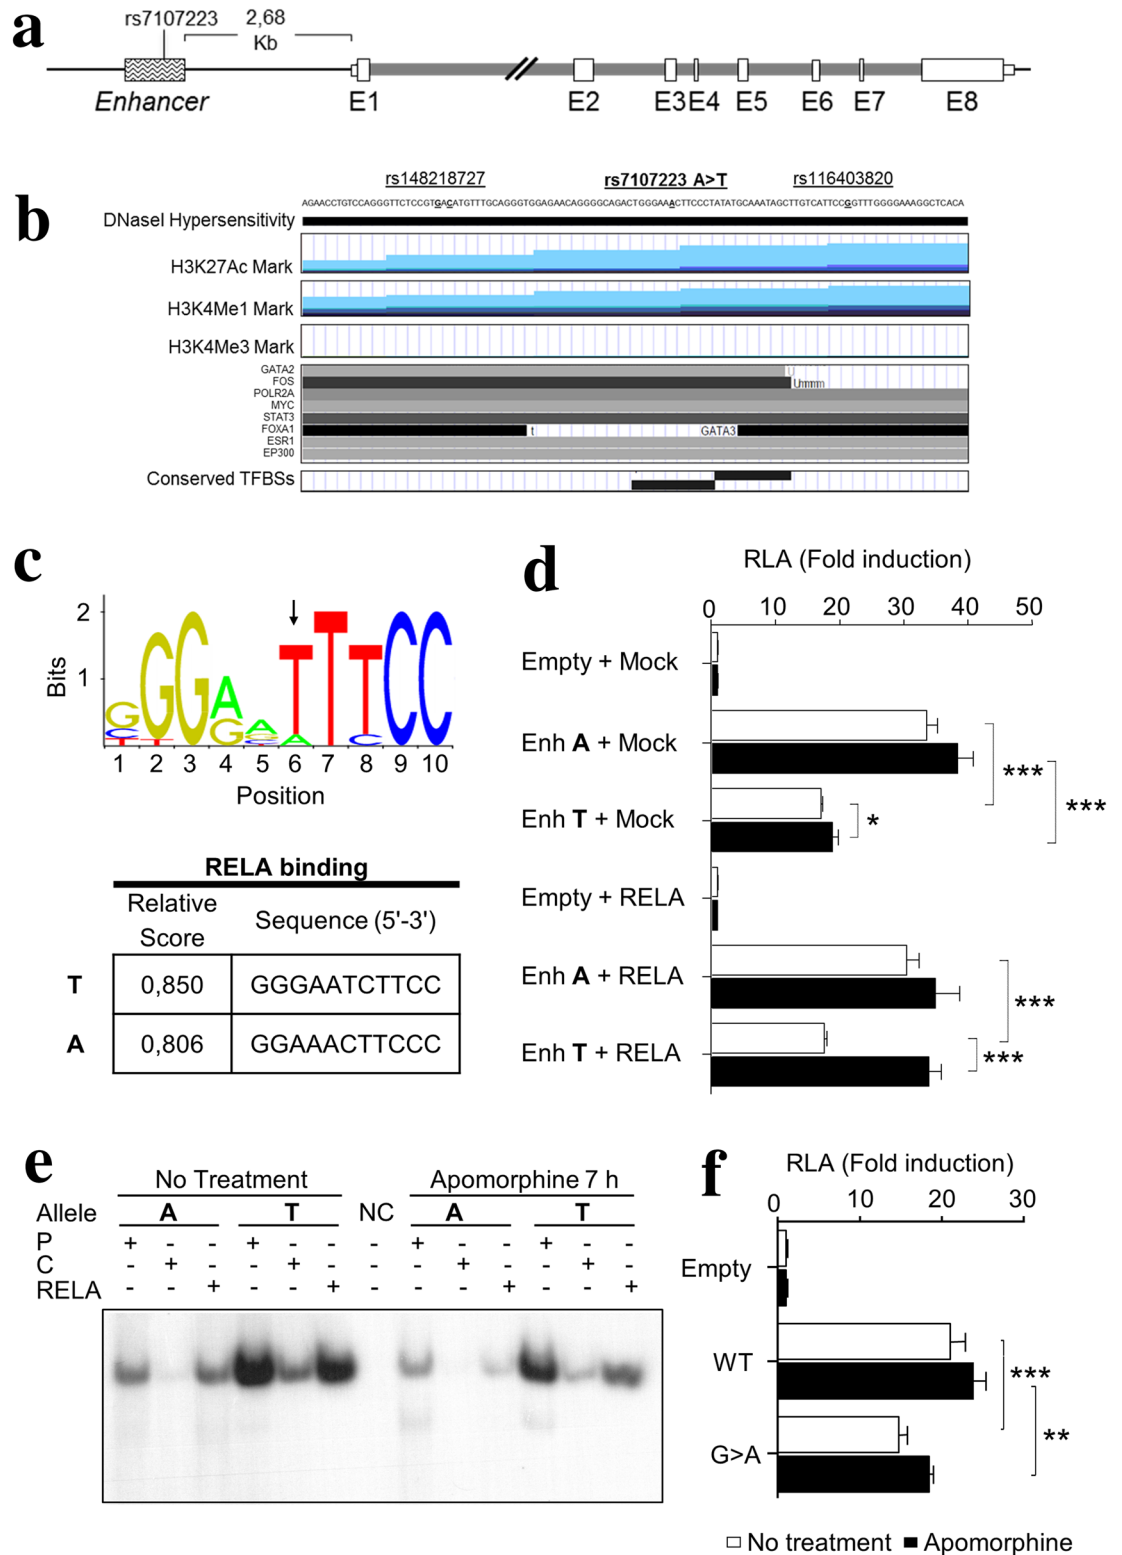 a
rs7107223
2,68
Kb
Enhancer
E1
E2
E3
E4
E5
E6
E7
E8
b
rs148218727
rs7107223 A>T
rs116403820
AGAACCTGTCCAGGGTTCTCCGTGACATGTTTGCAGGGTGGAGAACAGGGGCAGACTGGGAAACTTCCCTATATGCAAATAGCTTGTCATTCCGGTTTGGGGAAAGGCTCACA
DNaseI Hypersensitivity
H3K27Ac Mark
H3K4Me1 Mark
H3K4Me3 Mark
GATA2
FOS
POLR2A
MYC
STAT3
FOXA1
t
GATA3
ESR1
EP300
Conserved TFBSs
c
Bits
2
1
G C T
G T
G
A G
A
T A
T
T C
C
C
1 2 3 4 5 6 7 8 9 10
Position
RELA binding
Relative Score
Sequence (5'-3')
T 0,850 GGGAATCTTCC
A 0,806 GGAAACTTCCC
d
RLA (Fold induction)
0 10 20 30 40 50
Empty + Mock
Enh A + Mock
***
Enh T + Mock
*
***
Empty + RELA
Enh A + RELA
***
Enh T + RELA
***
e
No Treatment
Apomorphine 7 h
Allele A T NC A T
P + - - + - - - + - - + - -
C - + - - + - - - + - - + -
RELA - - + - - + - - - + - - +
f
RLA (Fold induction)
0 10 20 30
Empty
WT
***
G>A
**
No treatment
Apomorphine